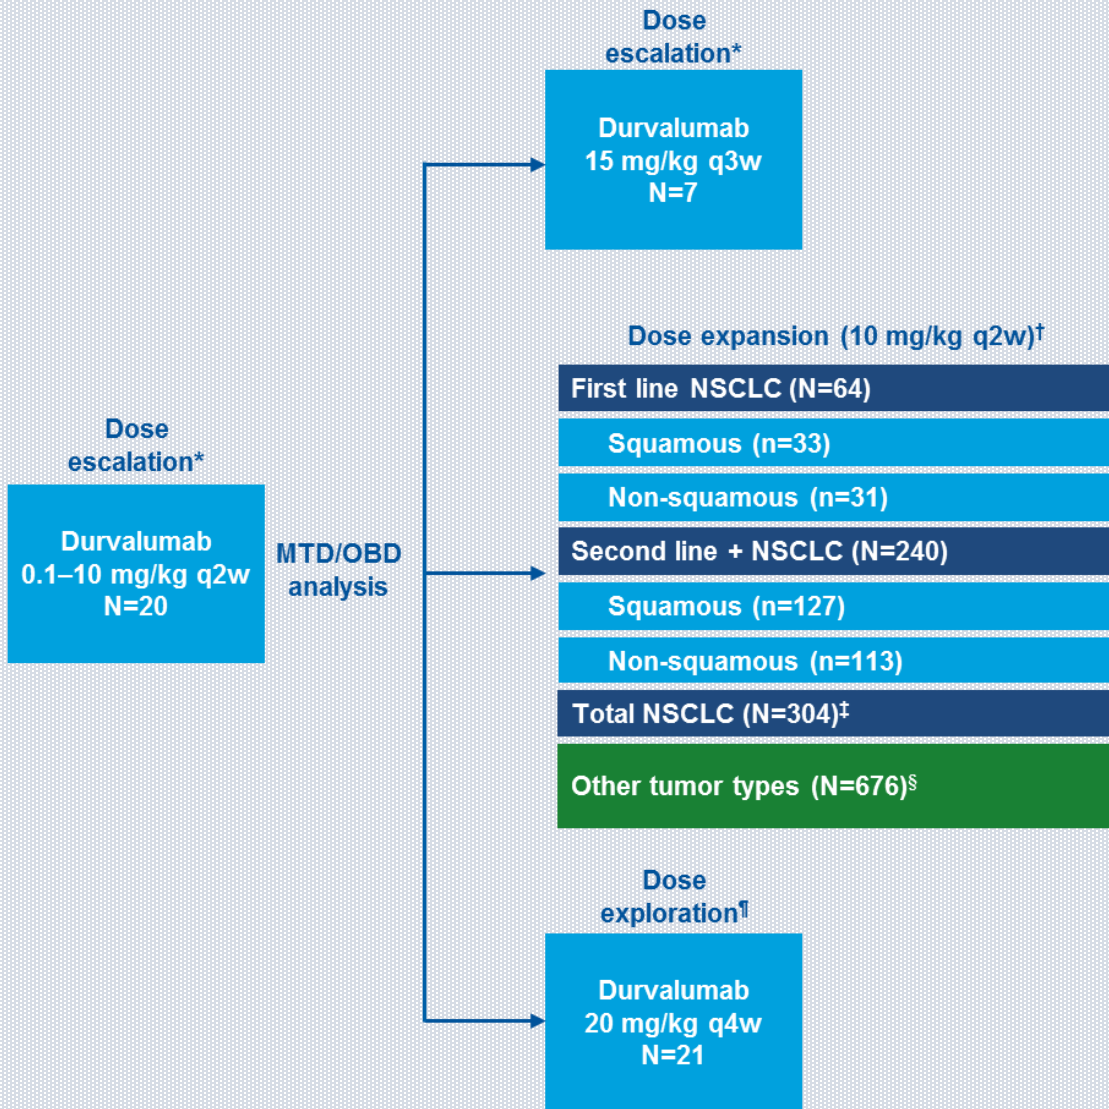 Dose
escalation*
Durvalumab
15 mg/kg q3w
N=7
Dose expansion (10 mg/kg q2w)†
First line NSCLC (N=64)
Squamous (n=33)
Non-squamous (n=31)
Second line + NSCLC (N=240)
Squamous (n=127)
Non-squamous (n=113)
Total NSCLC (N=304)‡
Other tumor types (N=676)§
Dose
escalation*
Durvalumab
0.1–10 mg/kg q2w
N=20
MTD/OBD
analysis
Dose
exploration¶
Durvalumab
20 mg/kg q4w
N=21